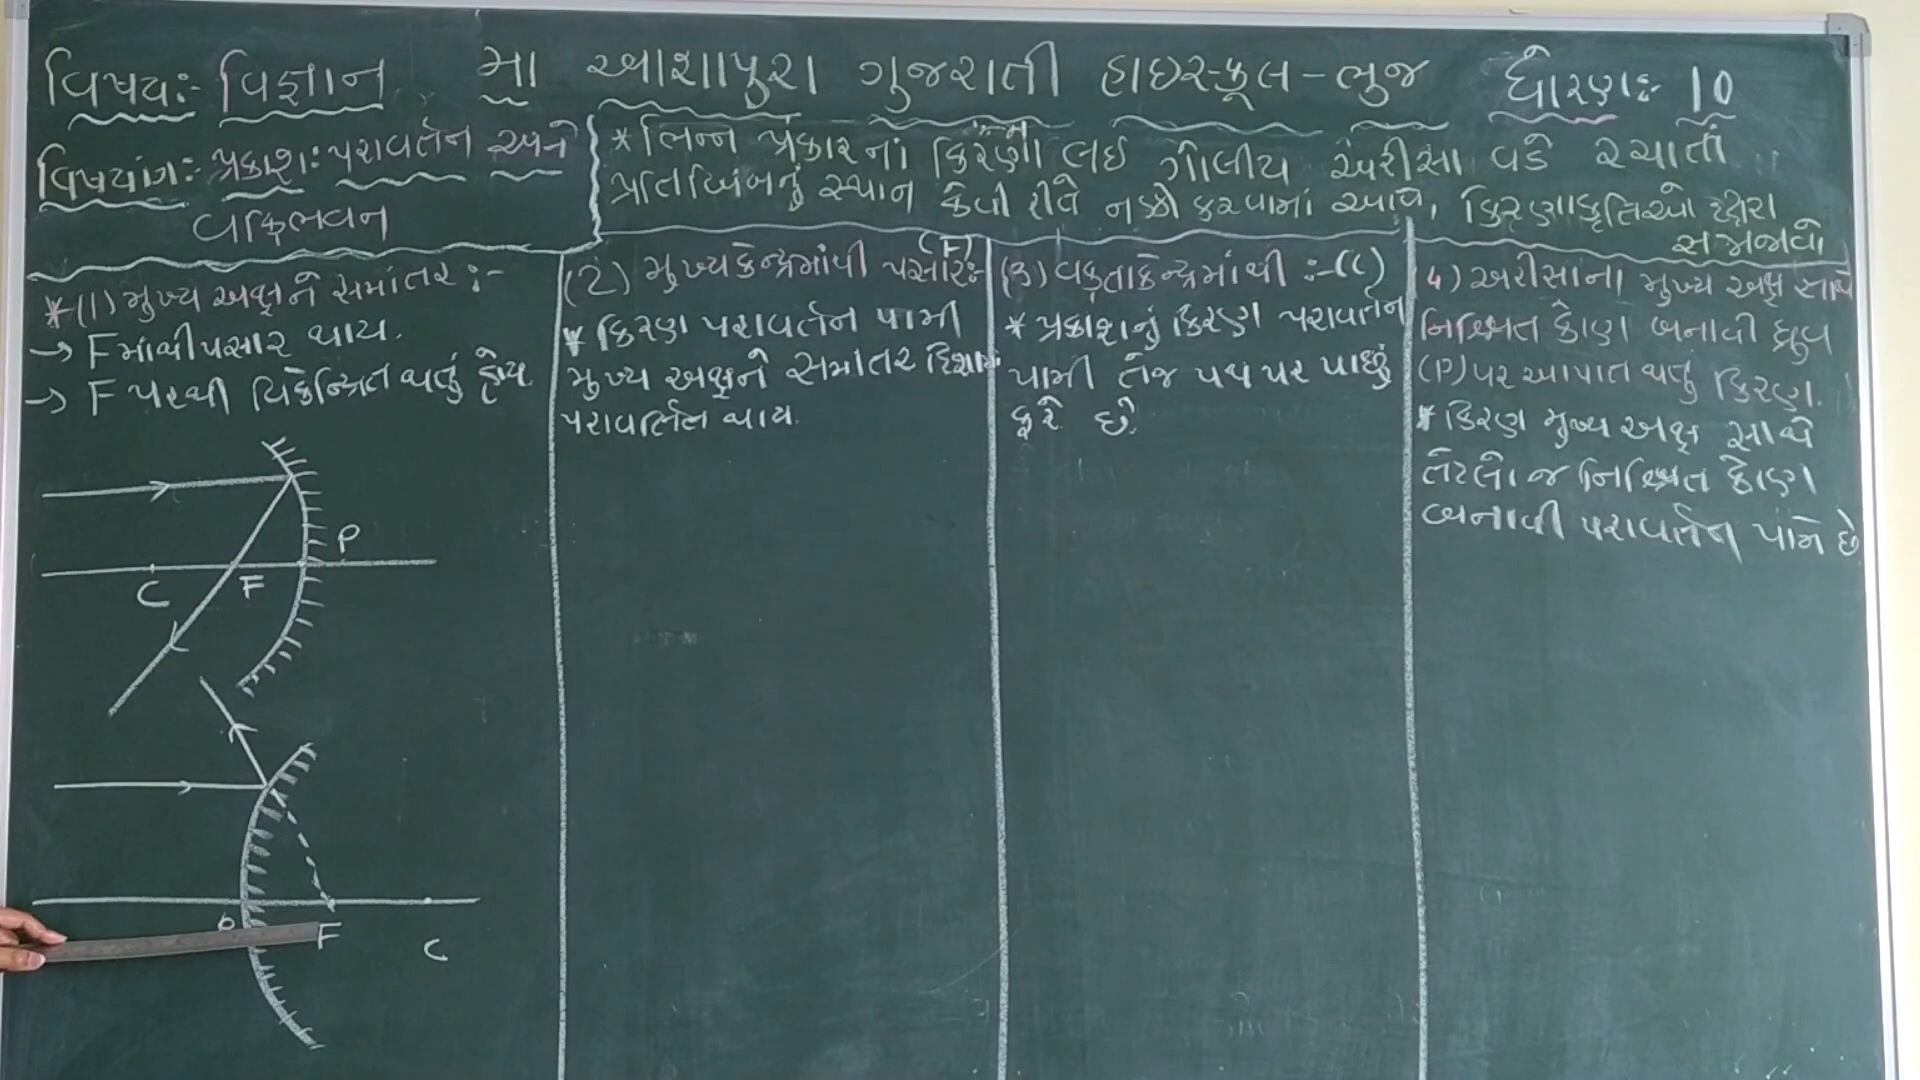 વિષય:- વિજ્ઞાન મા આશાપુરા ગુજરાતી હાઇસ્કૂલ - ભુજ ધોરણ:- 10
વિષયાંગ:- પ્રકાશ: પરાવર્તન અને
વક્રિભવન
* ભિન્ન પ્રકારનાં કિરણો લઈ ગોલીય અરીસા વડે રચાતાં
પ્રતિબિંબનું સ્થાન કેવી રીતે નક્કી કરવામાં આવે, કિરણાકૃતિઓ દ્વારા
સમજાવો
* (1) મુખ્ય અક્ષને સમાંતર :-
→ F માંથી પસાર થાય.
→ F પરથી વિકેન્દ્રિત થતું હોય
P
C F
P F C
(2) મુખ્યકેન્દ્રમાંથી પસાર:-
(F)
* કિરણ પરાવર્તન પામી
મુખ્ય અક્ષને સમાંતર દિશામાં
પરાવર્તિત થાય.
(3) વક્રતાકેન્દ્રમાંથી :- (C)
* પ્રકાશનું કિરણ પરાવર્તન
પામી તેજ પથ પર પાછું
ફરે છે.
4) અરીસાના મુખ્ય અક્ષ સાથે
નિશ્ચિત કોણ બનાવી ધ્રુવ
(P) પર આપાત થતું કિરણ.
* કિરણ મુખ્ય અક્ષ સાથે
તેટલો જ નિશ્ચિત કોણ
બનાવી પરાવર્તન પામે છે